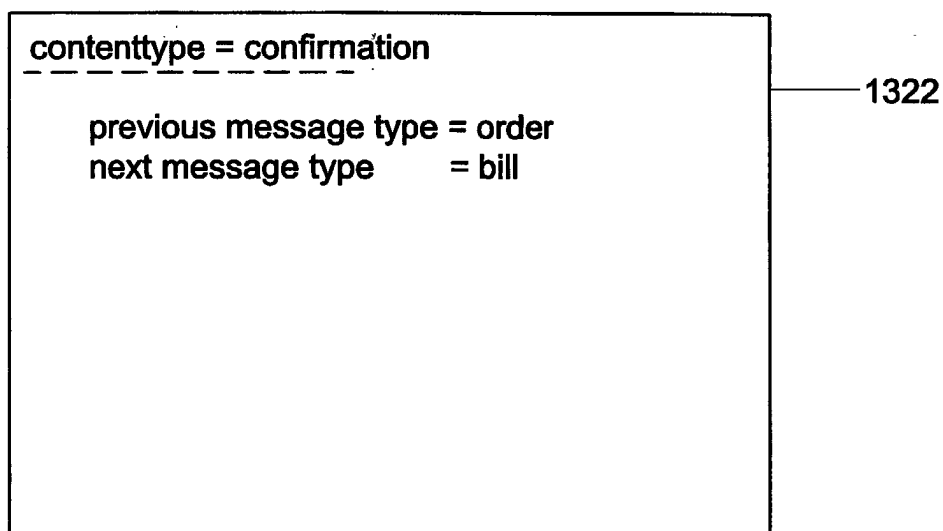 contenttype = confirmation
1322
previous message type = order
next message type = bill